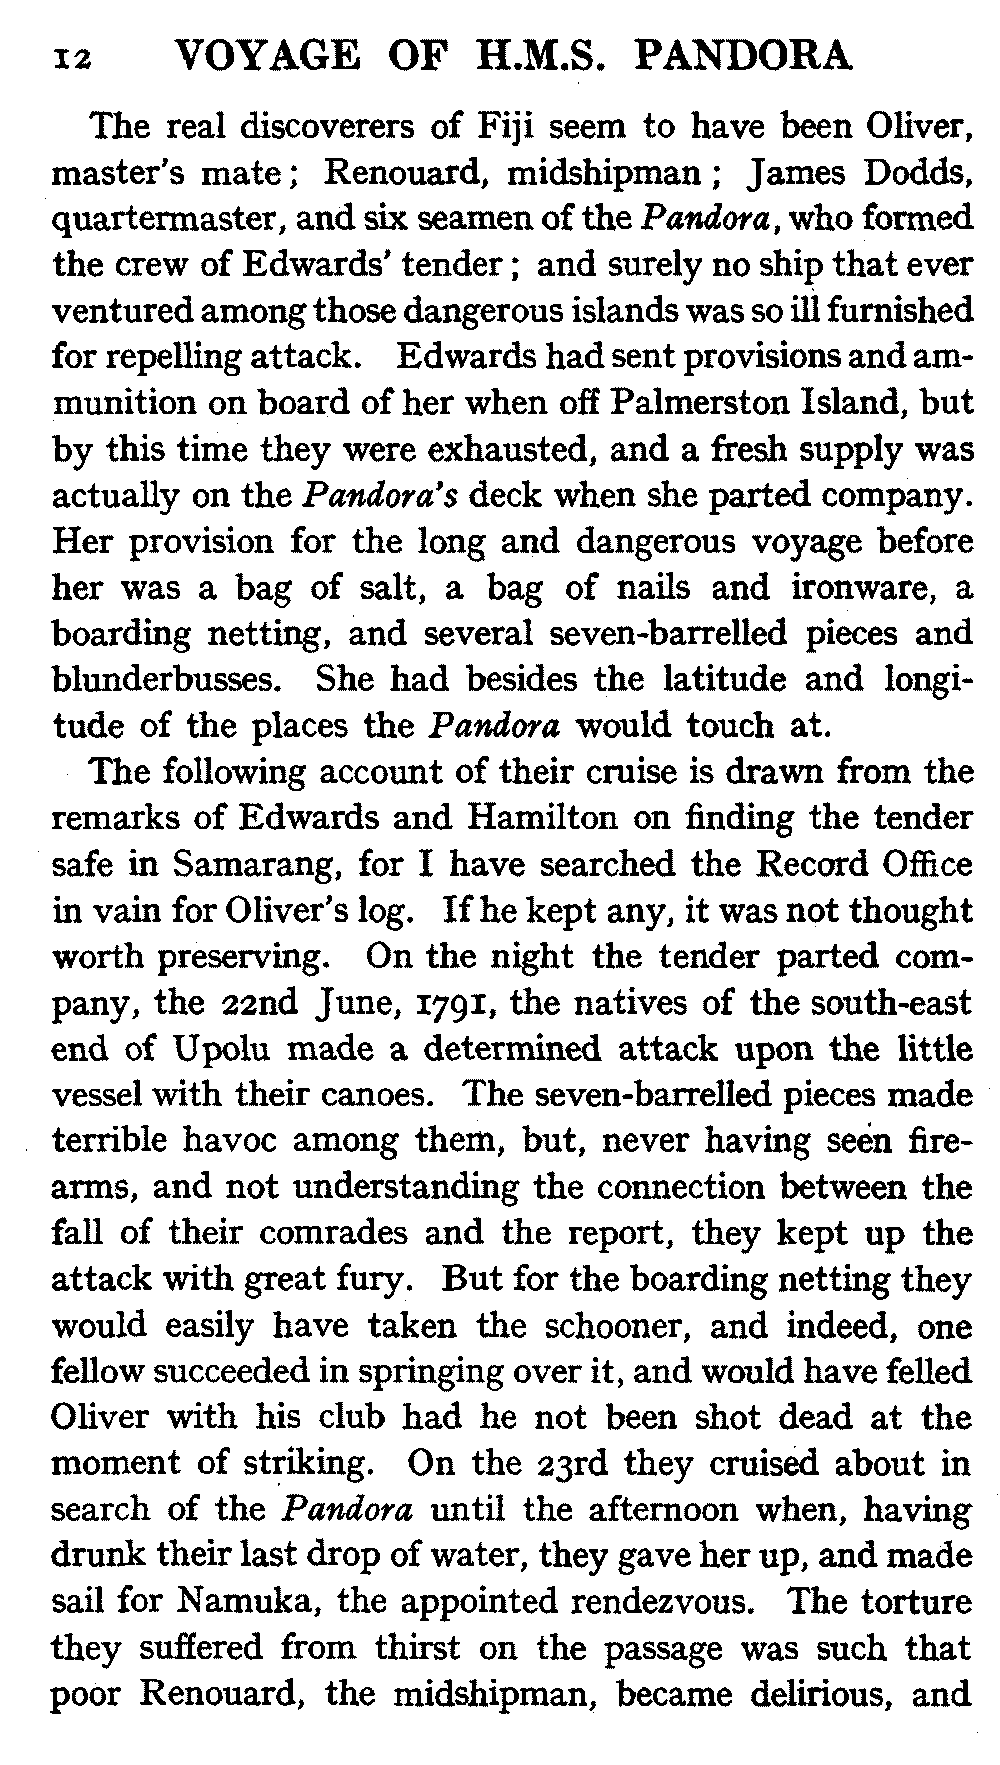 12 VOYAGE OF H.M.S. PANDORA
The real discoverers of Fiji seem to have been Oliver,
master's mate; Renouard, midshipman; James Dodds,
quartermaster, and six seamen of the Pandora, who formed
the crew of Edwards' tender; and surely no ship that ever
ventured among those dangerous islands was so ill furnished
for repelling attack. Edwards had sent provisions and am-
munition on board of her when off Palmerston Island, but
by this time they were exhausted, and a fresh supply was
actually on the Pandora's deck when she parted company.
Her provision for the long and dangerous voyage before
her was a bag of salt, a bag of nails and ironware, a
boarding netting, and several seven-barrelled pieces and
blunderbusses. She had besides the latitude and longi-
tude of the places the Pandora would touch at.
The following account of their cruise is drawn from the
remarks of Edwards and Hamilton on finding the tender
safe in Samarang, for I have searched the Record Office
in vain for Oliver's log. If he kept any, it was not thought
worth preserving. On the night the tender parted com-
pany, the 22nd June, 1791, the natives of the south-east
end of Upolu made a determined attack upon the little
vessel with their canoes. The seven-barrelled pieces made
terrible havoc among them, but, never having seen fire-
arms, and not understanding the connection between the
fall of their comrades and the report, they kept up the
attack with great fury. But for the boarding netting they
would easily have taken the schooner, and indeed, one
fellow succeeded in springing over it, and would have felled
Oliver with his club had he not been shot dead at the
moment of striking. On the 23rd they cruised about in
search of the Pandora until the afternoon when, having
drunk their last drop of water, they gave her up, and made
sail for Namuka, the appointed rendezvous. The torture
they suffered from thirst on the passage was such that
poor Renouard, the midshipman, became delirious, and